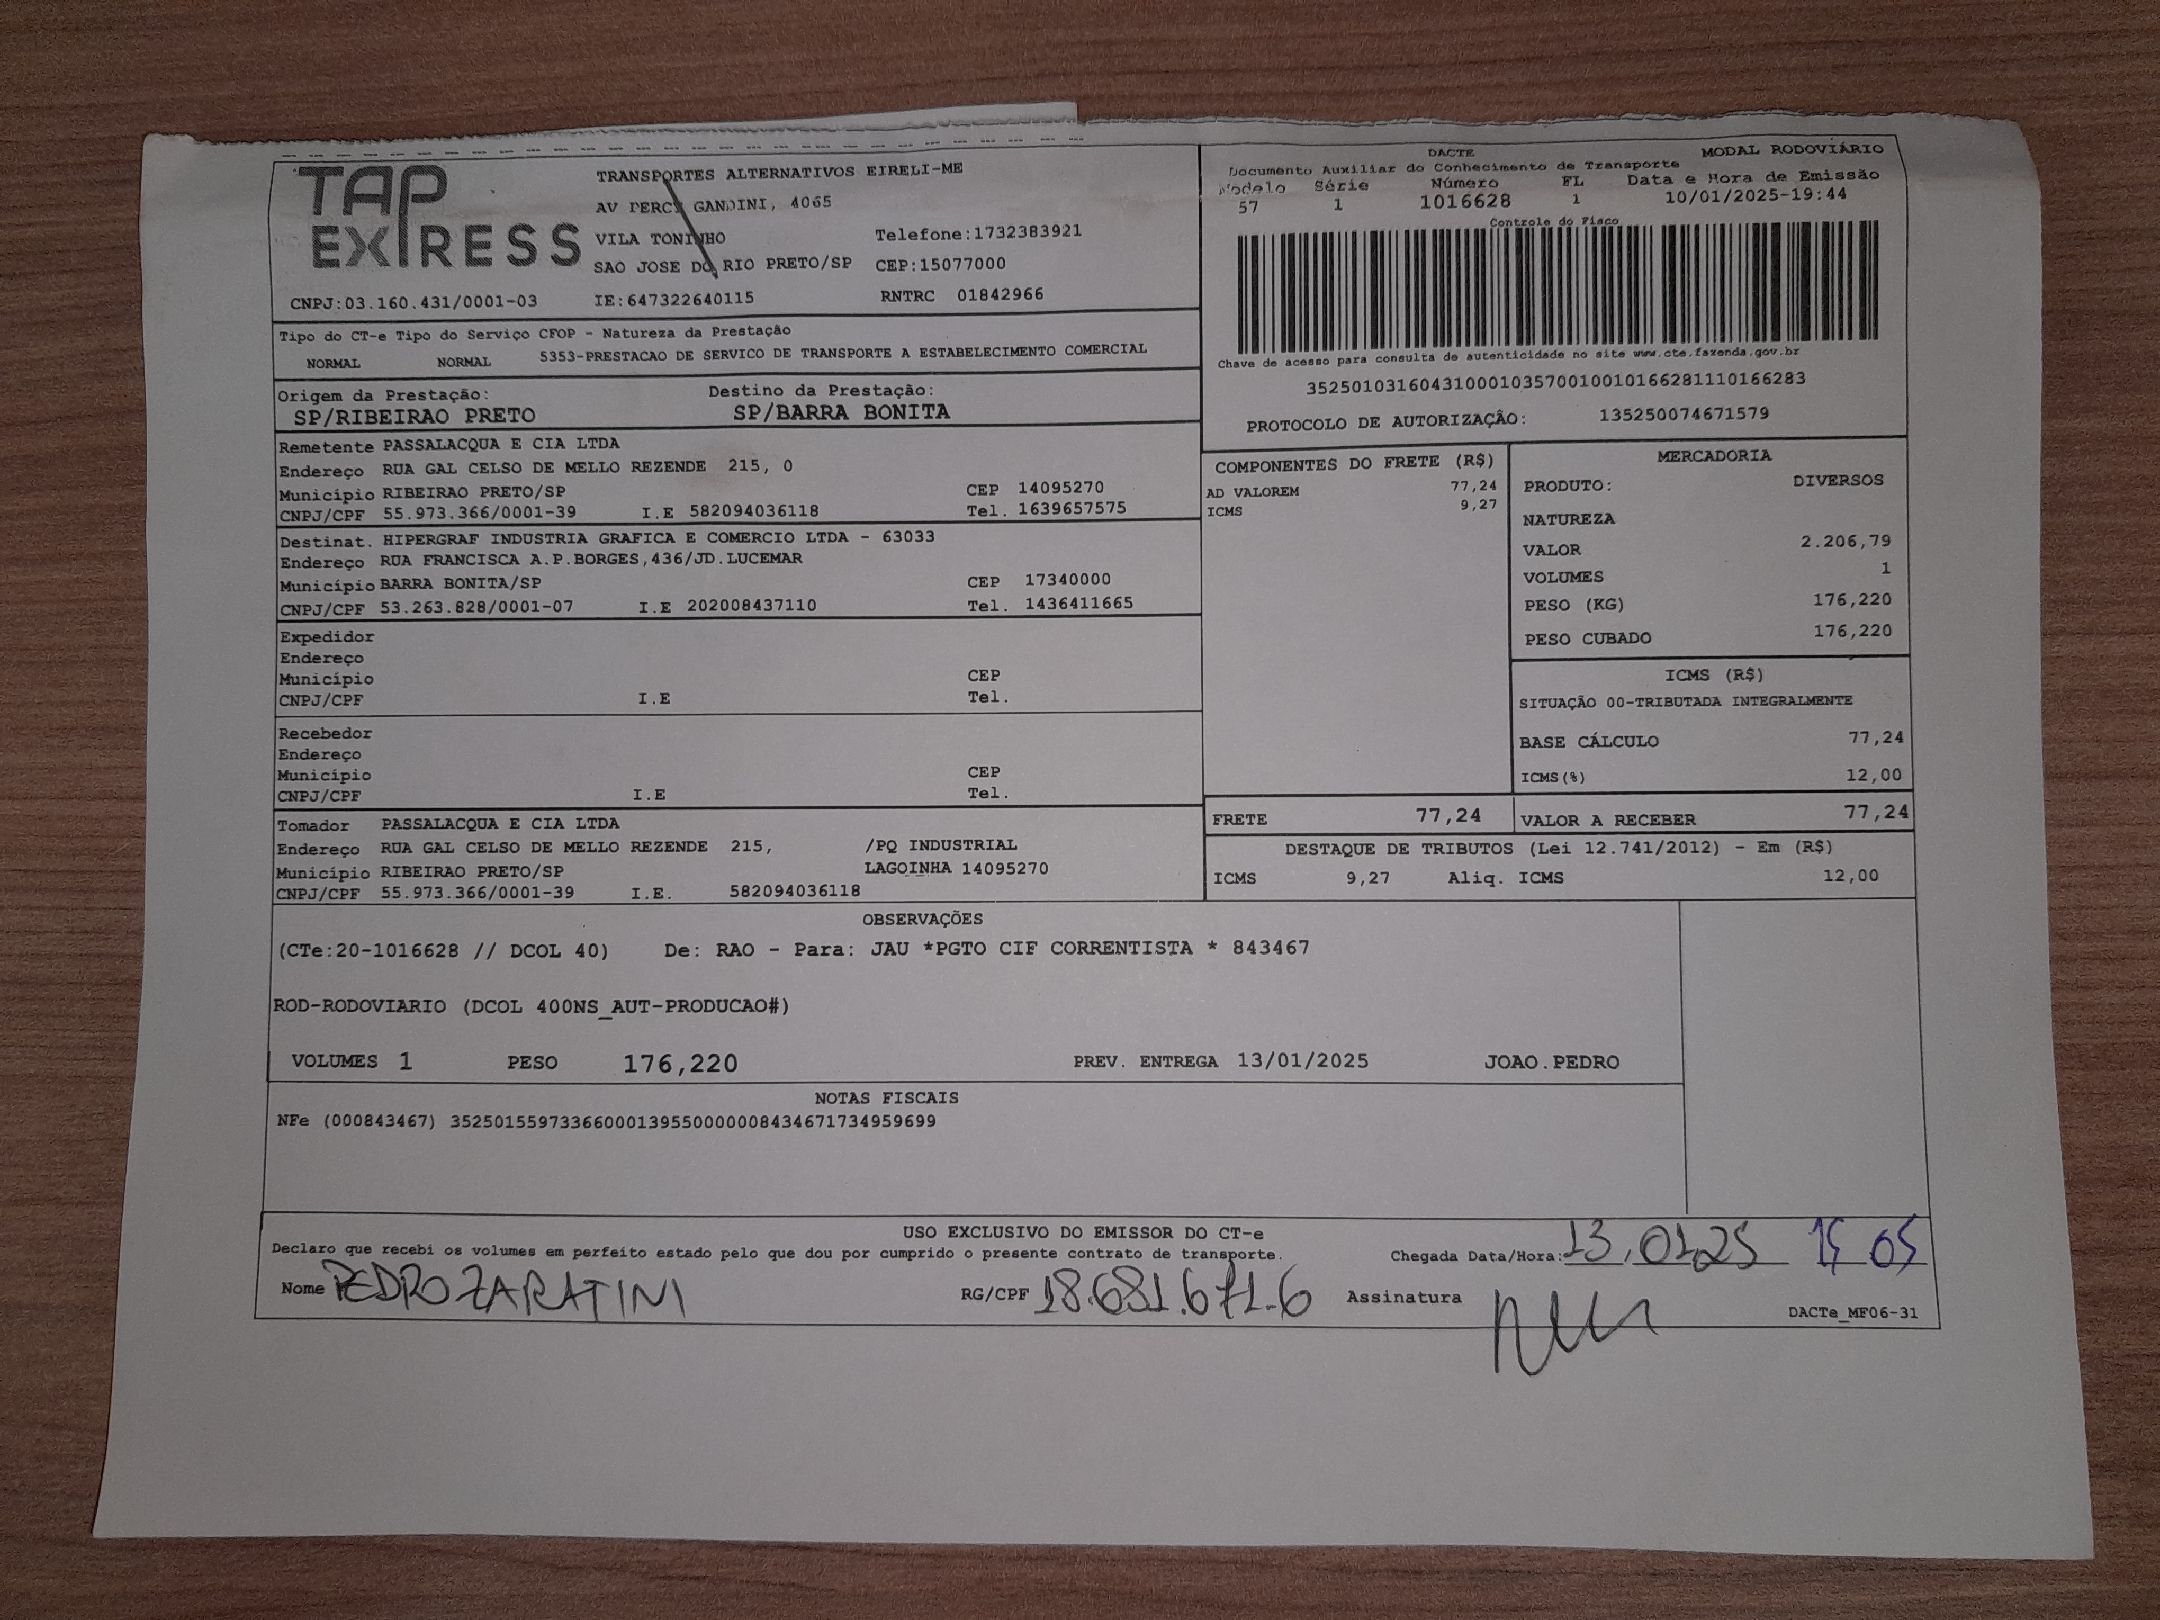 TAP EXPRESS
TRANSPORTES ALTERNATIVOS EIRELI-ME
AV PERCY GANDINI, 4065
VILA TONINHO Telefone:1732383921
SAO JOSE DO RIO PRETO/SP CEP:15077000
CNPJ:03.160.431/0001-03 IE:647322640115 RNTRC 01842966
DACTE MODAL RODOVIÁRIO
Documento Auxiliar do Conhecimento de Transporte
Modelo Série Número FL Data e Hora de Emissão
57 1 1016628 1 10/01/2025-19:44
Controle do Fisco
Chave de acesso para consulta de autenticidade no site www.cte.fazenda.gov.br
35250103160431000103570010010166281110166283
PROTOCOLO DE AUTORIZAÇÃO: 135250074671579
Tipo do CT-e Tipo do Serviço CFOP - Natureza da Prestação
NORMAL NORMAL 5353-PRESTACAO DE SERVICO DE TRANSPORTE A ESTABELECIMENTO COMERCIAL
Origem da Prestação: Destino da Prestação:
SP/RIBEIRAO PRETO SP/BARRA BONITA
Remetente PASSALACQUA E CIA LTDA
Endereço RUA GAL CELSO DE MELLO REZENDE 215, 0
Município RIBEIRAO PRETO/SP CEP 14095270
CNPJ/CPF 55.973.366/0001-39 I.E 582094036118 Tel. 1639657575
Destinat. HIPERGRAF INDUSTRIA GRAFICA E COMERCIO LTDA - 63033
Endereço RUA FRANCISCA A.P.BORGES,436/JD.LUCEMAR
Município BARRA BONITA/SP CEP 17340000
CNPJ/CPF 53.263.828/0001-07 I.E 202008437110 Tel. 1436411665
Expedidor
Endereço
Município CEP
CNPJ/CPF I.E Tel.
Recebedor
Endereço
Município CEP
CNPJ/CPF I.E Tel.
Tomador PASSALACQUA E CIA LTDA
Endereço RUA GAL CELSO DE MELLO REZENDE 215, /PQ INDUSTRIAL
Município RIBEIRAO PRETO/SP LAGOINHA 14095270
CNPJ/CPF 55.973.366/0001-39 I.E. 582094036118
COMPONENTES DO FRETE (R$)
AD VALOREM 77,24
ICMS 9,27
MERCADORIA
PRODUTO: DIVERSOS
NATUREZA
VALOR 2.206,79
VOLUMES 1
PESO (KG) 176,220
PESO CUBADO 176,220
ICMS (R$)
SITUAÇÃO 00-TRIBUTADA INTEGRALMENTE
BASE CÁLCULO 77,24
ICMS(%) 12,00
FRETE 77,24 VALOR A RECEBER 77,24
DESTAQUE DE TRIBUTOS (Lei 12.741/2012) - Em (R$)
ICMS 9,27 Aliq. ICMS 12,00
OBSERVAÇÕES
(CTe:20-1016628 // DCOL 40) De: RAO - Para: JAU *PGTO CIF CORRENTISTA * 843467
ROD-RODOVIARIO (DCOL 400NS_AUT-PRODUCAO#)
VOLUMES 1 PESO 176,220 PREV. ENTREGA 13/01/2025 JOAO.PEDRO
NOTAS FISCAIS
NFe (000843467) 35250155973366000139550000008434671734959699
USO EXCLUSIVO DO EMISSOR DO CT-e
Declaro que recebi os volumes em perfeito estado pelo que dou por cumprido o presente contrato de transporte. Chegada Data/Hora: 13.01.25 15 05
Nome PEDRO ZARATINI RG/CPF 18.681.671-6 Assinatura
DACTe_MF06-31